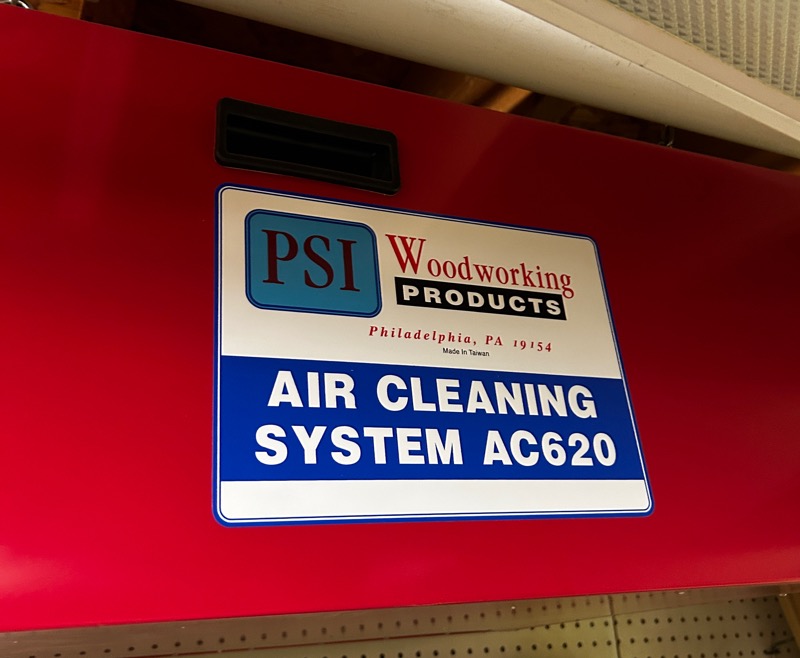 PSI
Woodworking
PRODUCTS
Philadelphia, PA 19154
Made In Taiwan
AIR CLEANING
SYSTEM AC620